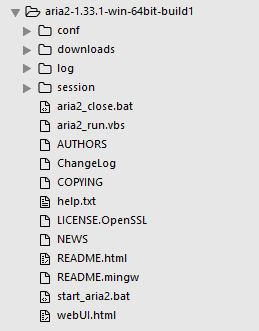 aria2-1.33.1-win-64bit-build1
conf
downloads
log
session
aria2_close.bat
aria2_run.vbs
AUTHORS
ChangeLog
COPYING
help.txt
LICENSE.OpenSSL
NEWS
README.html
README.mingw
start_aria2.bat
webUI.html